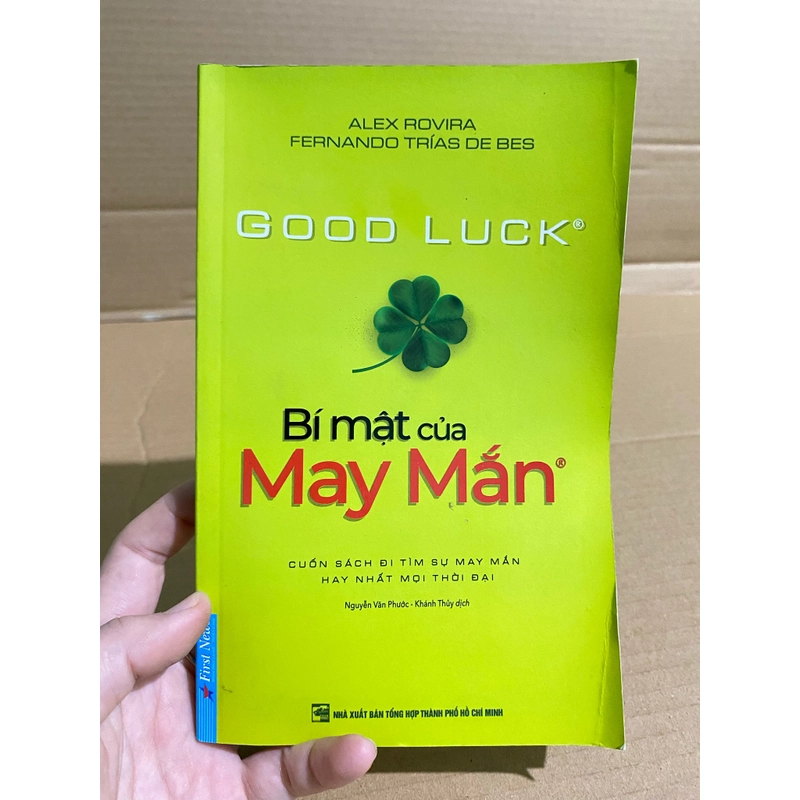 ALEX ROVIRA
FERNANDO TRÍAS DE BES
GOOD LUCK®
Bí mật của
May Mắn®
CUỐN SÁCH ĐI TÌM SỰ MAY MẮN
HAY NHẤT MỌI THỜI ĐẠI
Nguyễn Văn Phước - Khánh Thủy dịch
First News
NHÀ XUẤT BẢN TỔNG HỢP THÀNH PHỐ HỒ CHÍ MINH